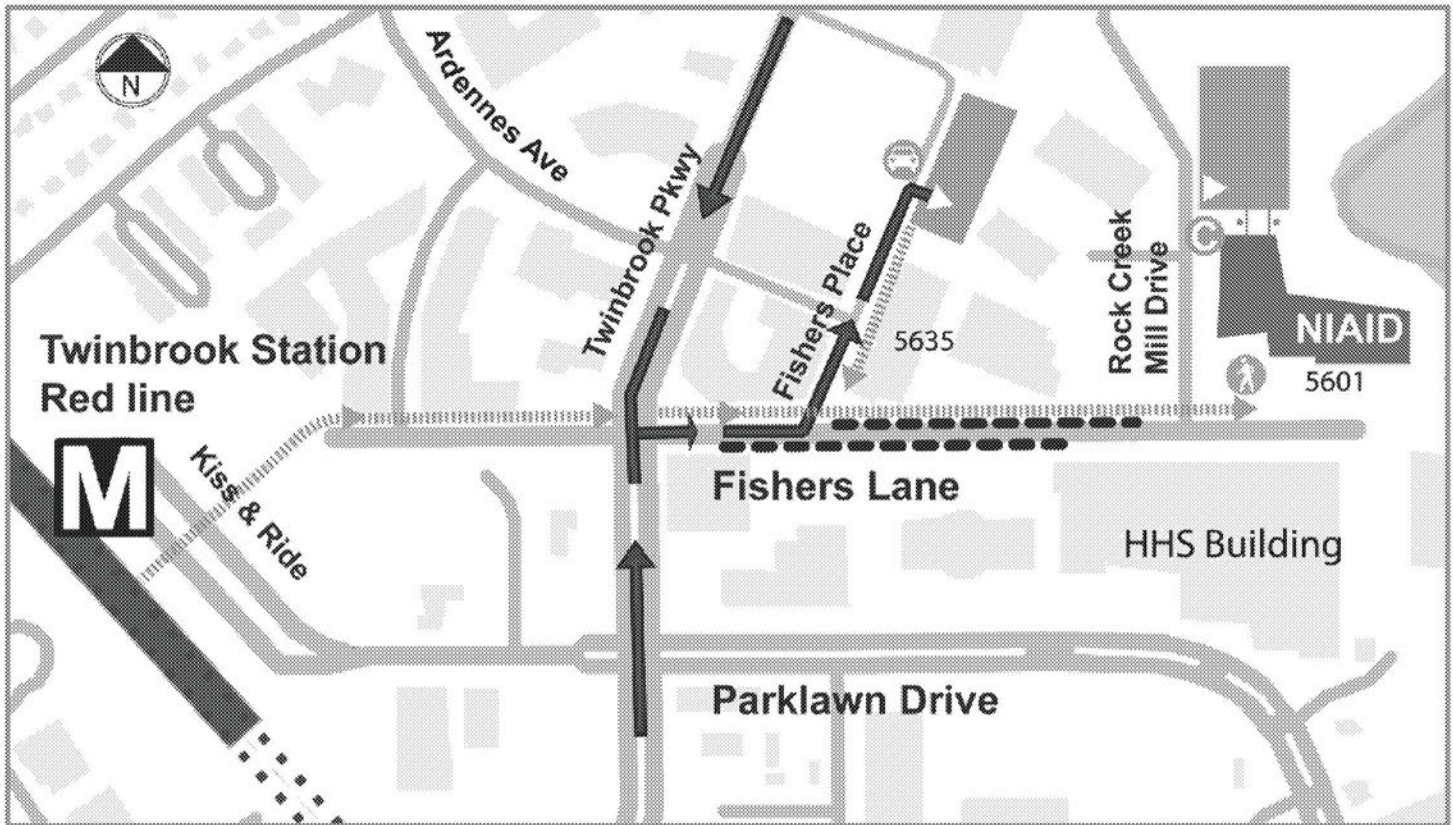 N
Ardennes Ave
Twinbrook Pkwy
Fishers Place
Rock Creek
Mill Drive
C
NIAID
5601
5635
Twinbrook Station
Red line
M
Kiss & Ride
Fishers Lane
HHS Building
Parklawn Drive